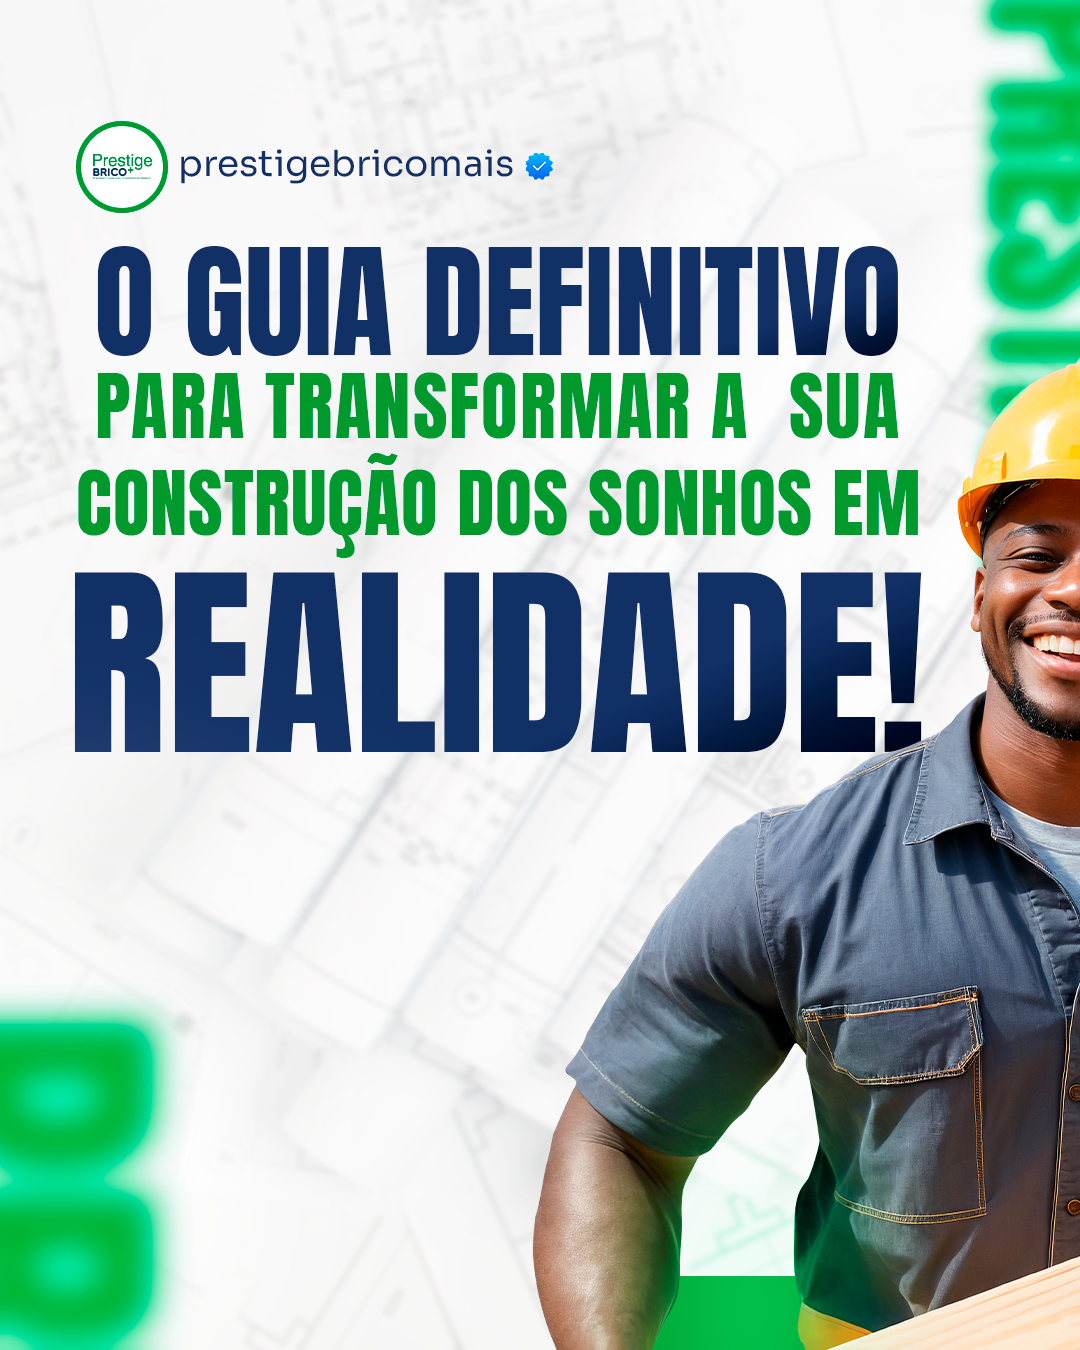 Prestige
BRICO+
prestigebricomais
O GUIA DEFINITIVO
PARA TRANSFORMAR A  SUA
CONSTRUÇÃO DOS SONHOS EM
REALIDADE!